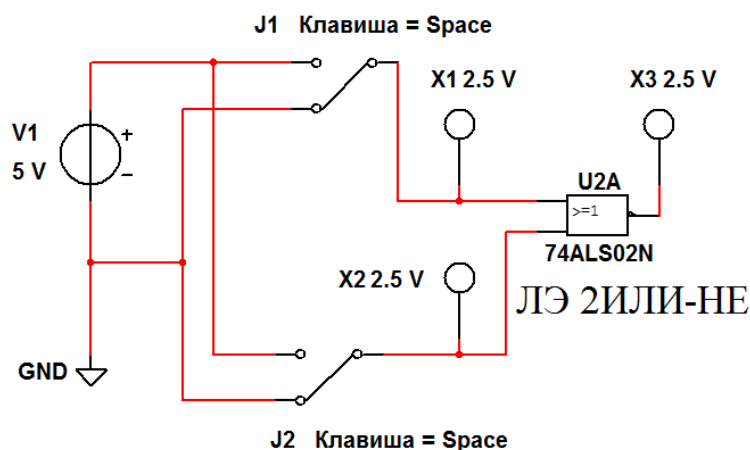 J1 Клавиша = Space
X1 2.5 V
X3 2.5 V
V1
5 V
+
−
U2A
>=1
74ALS02N
X2 2.5 V
ЛЭ 2ИЛИ-НЕ
GND
J2 Клавиша = Space